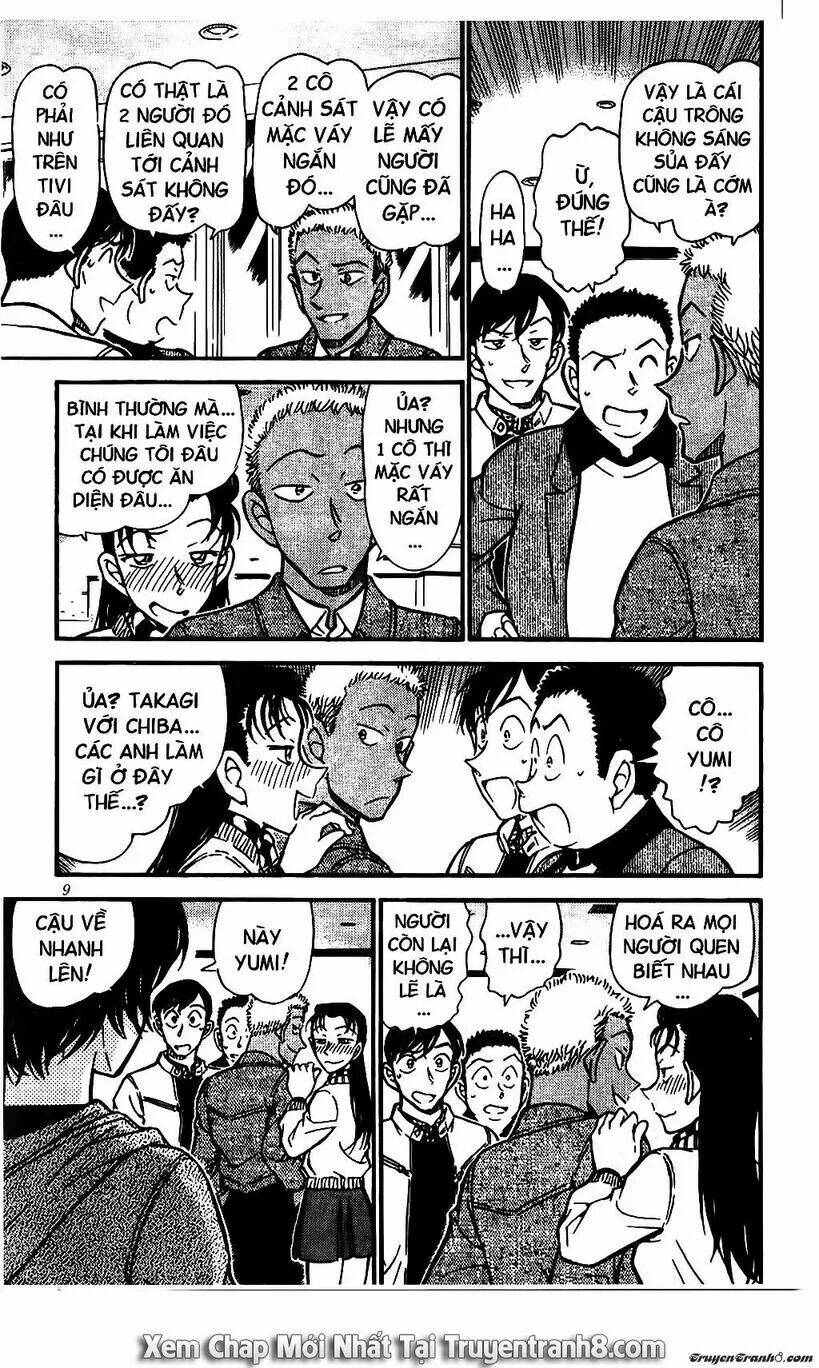 VẬY LÀ CÁI
CẬU TRÔNG
KHÔNG SÁNG
SỦA ĐẤY
CŨNG LÀ CỚM
À?
Ừ,
ĐÚNG
THẾ!
HA
HA
...
VẬY CÓ
LẼ MẤY
NGƯỜI
CŨNG ĐÃ
GẶP...
2 CÔ
CẢNH SÁT
MẶC VÁY
NGẮN
ĐÓ...
CÓ THẬT LÀ
2 NGƯỜI ĐÓ
LIÊN QUAN
TỚI CẢNH
SÁT KHÔNG
ĐẤY?
CÓ
PHẢI
NHƯ
TRÊN
TIVI
ĐÂU
...
ỦA?
NHƯNG
1 CÔ THÌ
MẶC VÁY
RẤT
NGẮN
...
BÌNH THƯỜNG MÀ...
TẠI KHI LÀM VIỆC
CHÚNG TÔI ĐÂU
CÓ ĐƯỢC ĂN
DIỆN ĐÂU...
CÔ...
CÔ
YUMI
!?
ỦA? TAKAGI
VỚI CHIBA...
CÁC ANH LÀM
GÌ Ở ĐÂY
THẾ...?
9
HOÁ RA MỌI
NGƯỜI QUEN
BIẾT NHAU
...
...VẬY
THÌ...
NGƯỜI
CÒN LẠI
KHÔNG
LẼ LÀ
...
NÀY
YUMI!
CẬU VỀ
NHANH
LÊN!
Xem Chap Mới Nhất Tại Truyentranh8.com
TruyenTranh8.com